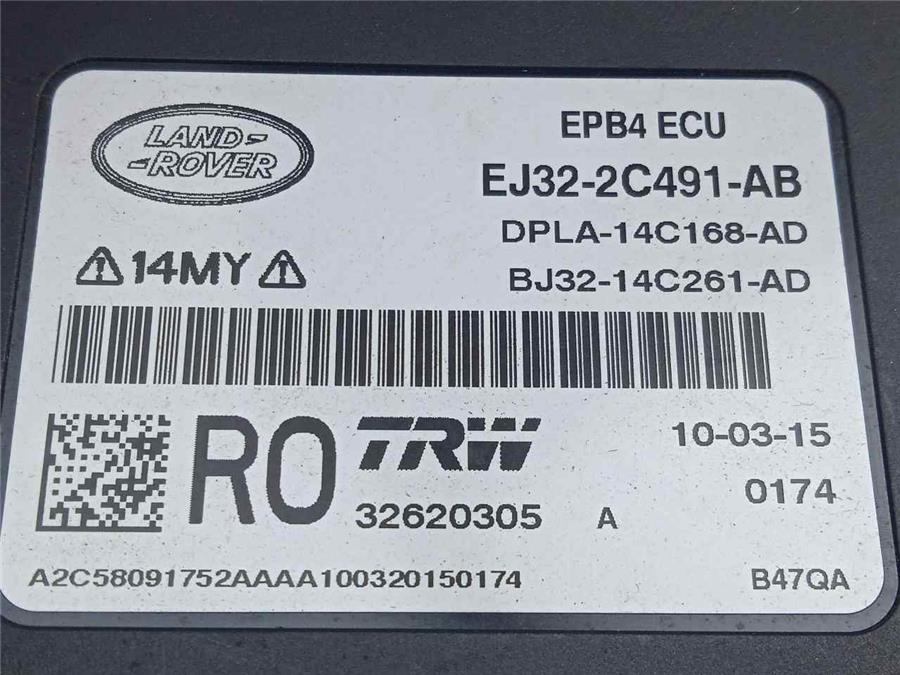 LAND-
-ROVER
EPB4 ECU
EJ32-2C491-AB
DPLA-14C168-AD
⚠14MY⚠
BJ32-14C261-AD
RO
TRW
10-03-15
0174
32620305 A
A2C58091752AAAA100320150174
B47QA